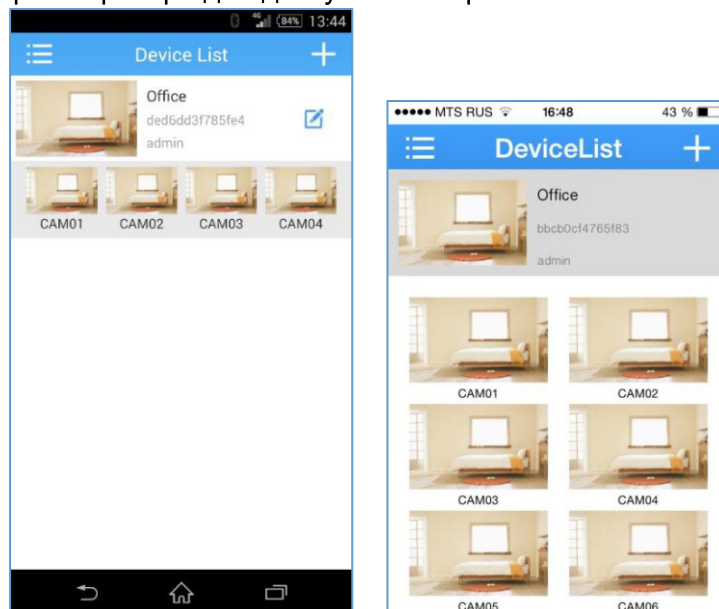 84% 13:44
Device List
Office
ded6dd3f785fe4
admin
CAM01 CAM02 CAM03 CAM04
MTS RUS 16:48 43 %
DeviceList
Office
bbcb0cf4765f83
admin
CAM01 CAM02
CAM03 CAM04
CAM05 CAM06